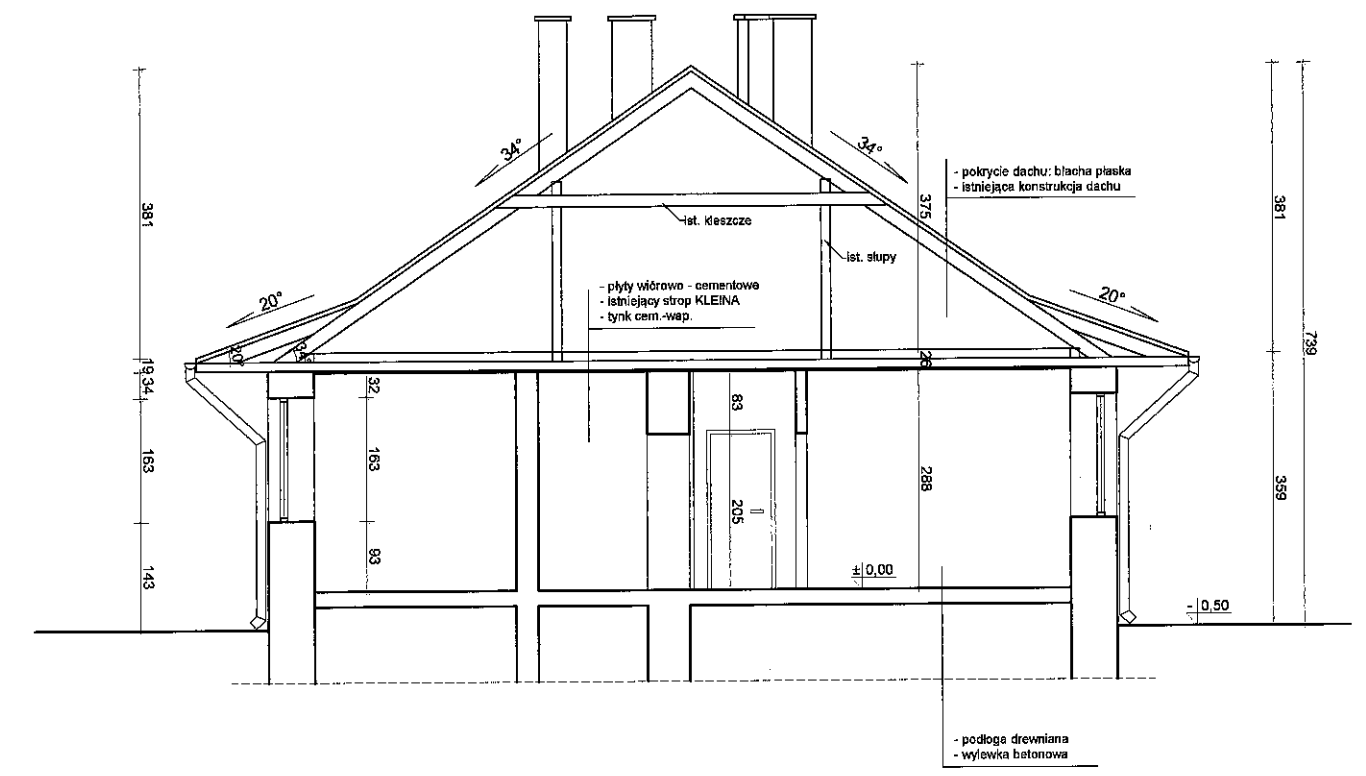 34°
34°
- pokrycie dachu: blacha płaska
- istniejąca konstrukcja dachu
381
375
381
ist. kleszcze
ist. słupy
- płyty wiórowo - cementowe
- istniejący strop KLEINA
- tynk cem.-wap.
20°
20°
739
20°
34°
26
19,34
32
83
163
163
288
359
205
93
143
± 0,00
- 0,50
- podłoga drewniana
- wylewka betonowa